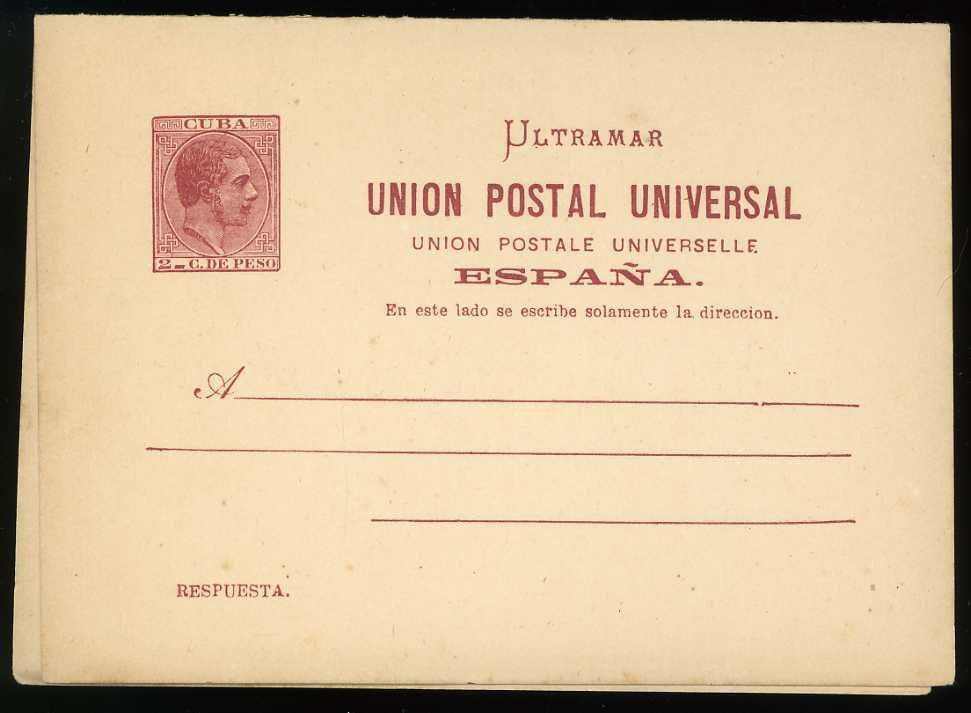 CUBA
2 C. DE PESO
ULTRAMAR
UNION POSTAL UNIVERSAL
UNION POSTALE UNIVERSELLE
ESPAÑA.
En este lado se escribe solamente la direccion.
A
RESPUESTA.